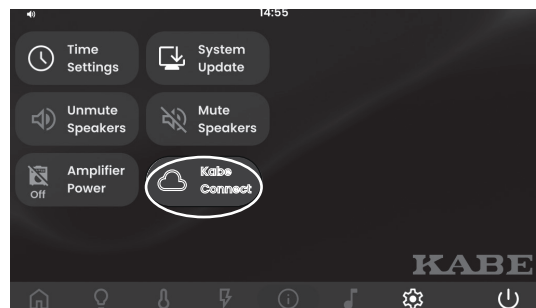 14:55
Time
Settings
System
Update
Unmute
Speakers
Mute
Speakers
Amplifier
Power
Off
Kabe
Connect
KABE